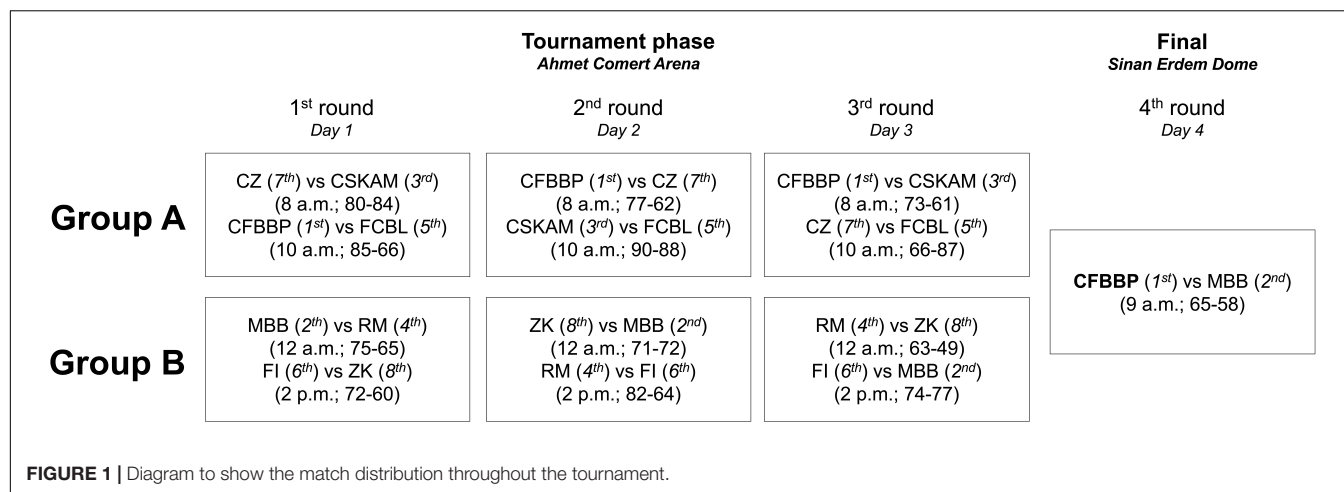 Tournament phase
Ahmet Comert Arena
Final
Sinan Erdem Dome
1st round
Day 1
2nd round
Day 2
3rd round
Day 3
4th round
Day 4
Group A
CZ (7th) vs CSKAM (3rd)
(8 a.m.; 80-84)
CFBBP (1st) vs FCBL (5th)
(10 a.m.; 85-66)
CFBBP (1st) vs CZ (7th)
(8 a.m.; 77-62)
CSKAM (3rd) vs FCBL (5th)
(10 a.m.; 90-88)
CFBBP (1st) vs CSKAM (3rd)
(8 a.m.; 73-61)
CZ (7th) vs FCBL (5th)
(10 a.m.; 66-87)
Group B
MBB (2th) vs RM (4th)
(12 a.m.; 75-65)
FI (6th) vs ZK (8th)
(2 p.m.; 72-60)
ZK (8th) vs MBB (2nd)
(12 a.m.; 71-72)
RM (4th) vs FI (6th)
(2 p.m.; 82-64)
RM (4th) vs ZK (8th)
(12 a.m.; 63-49)
FI (6th) vs MBB (2nd)
(2 p.m.; 74-77)
CFBBP (1st) vs MBB (2nd)
(9 a.m.; 65-58)
FIGURE 1 | Diagram to show the match distribution throughout the tournament.